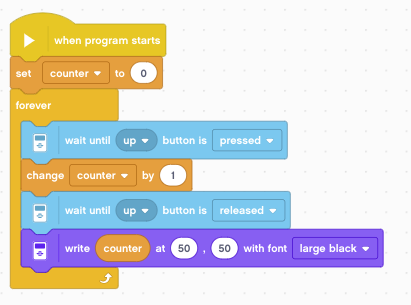 when program starts
set counter to 0
forever
wait until up button is pressed
change counter by 1
wait until up button is released
write counter at 50 , 50 with font large black